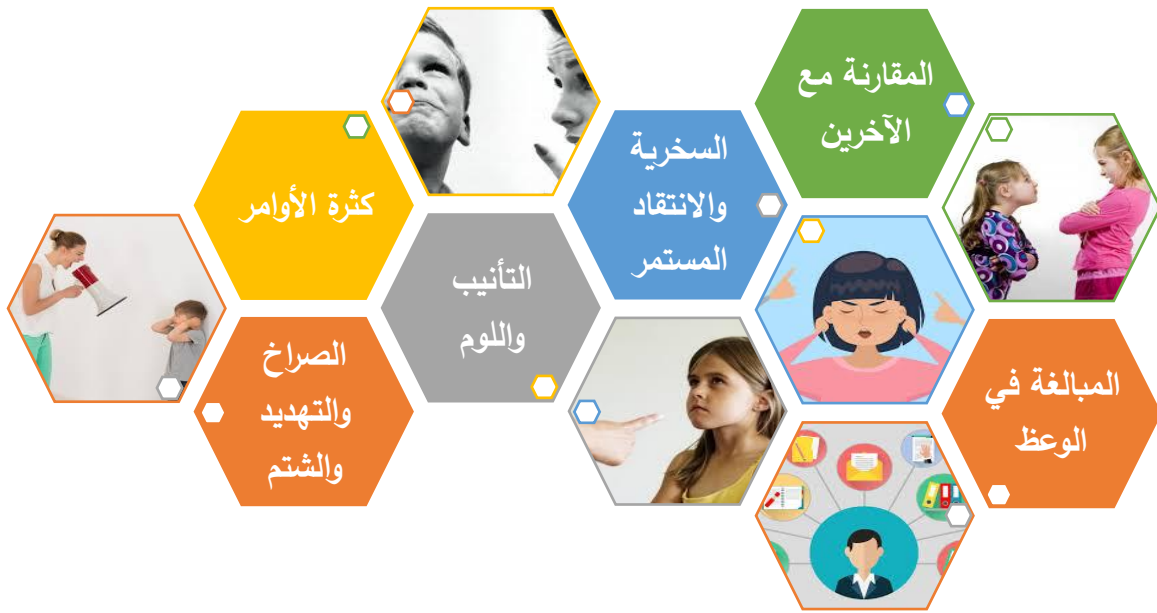 المقارنة مع
الآخرين
السخرية
والانتقاد
المستمر
كثرة الأوامر
التأنيب
واللوم
المبالغة في
الوعظ
الصراخ
والتهديد
والشتم